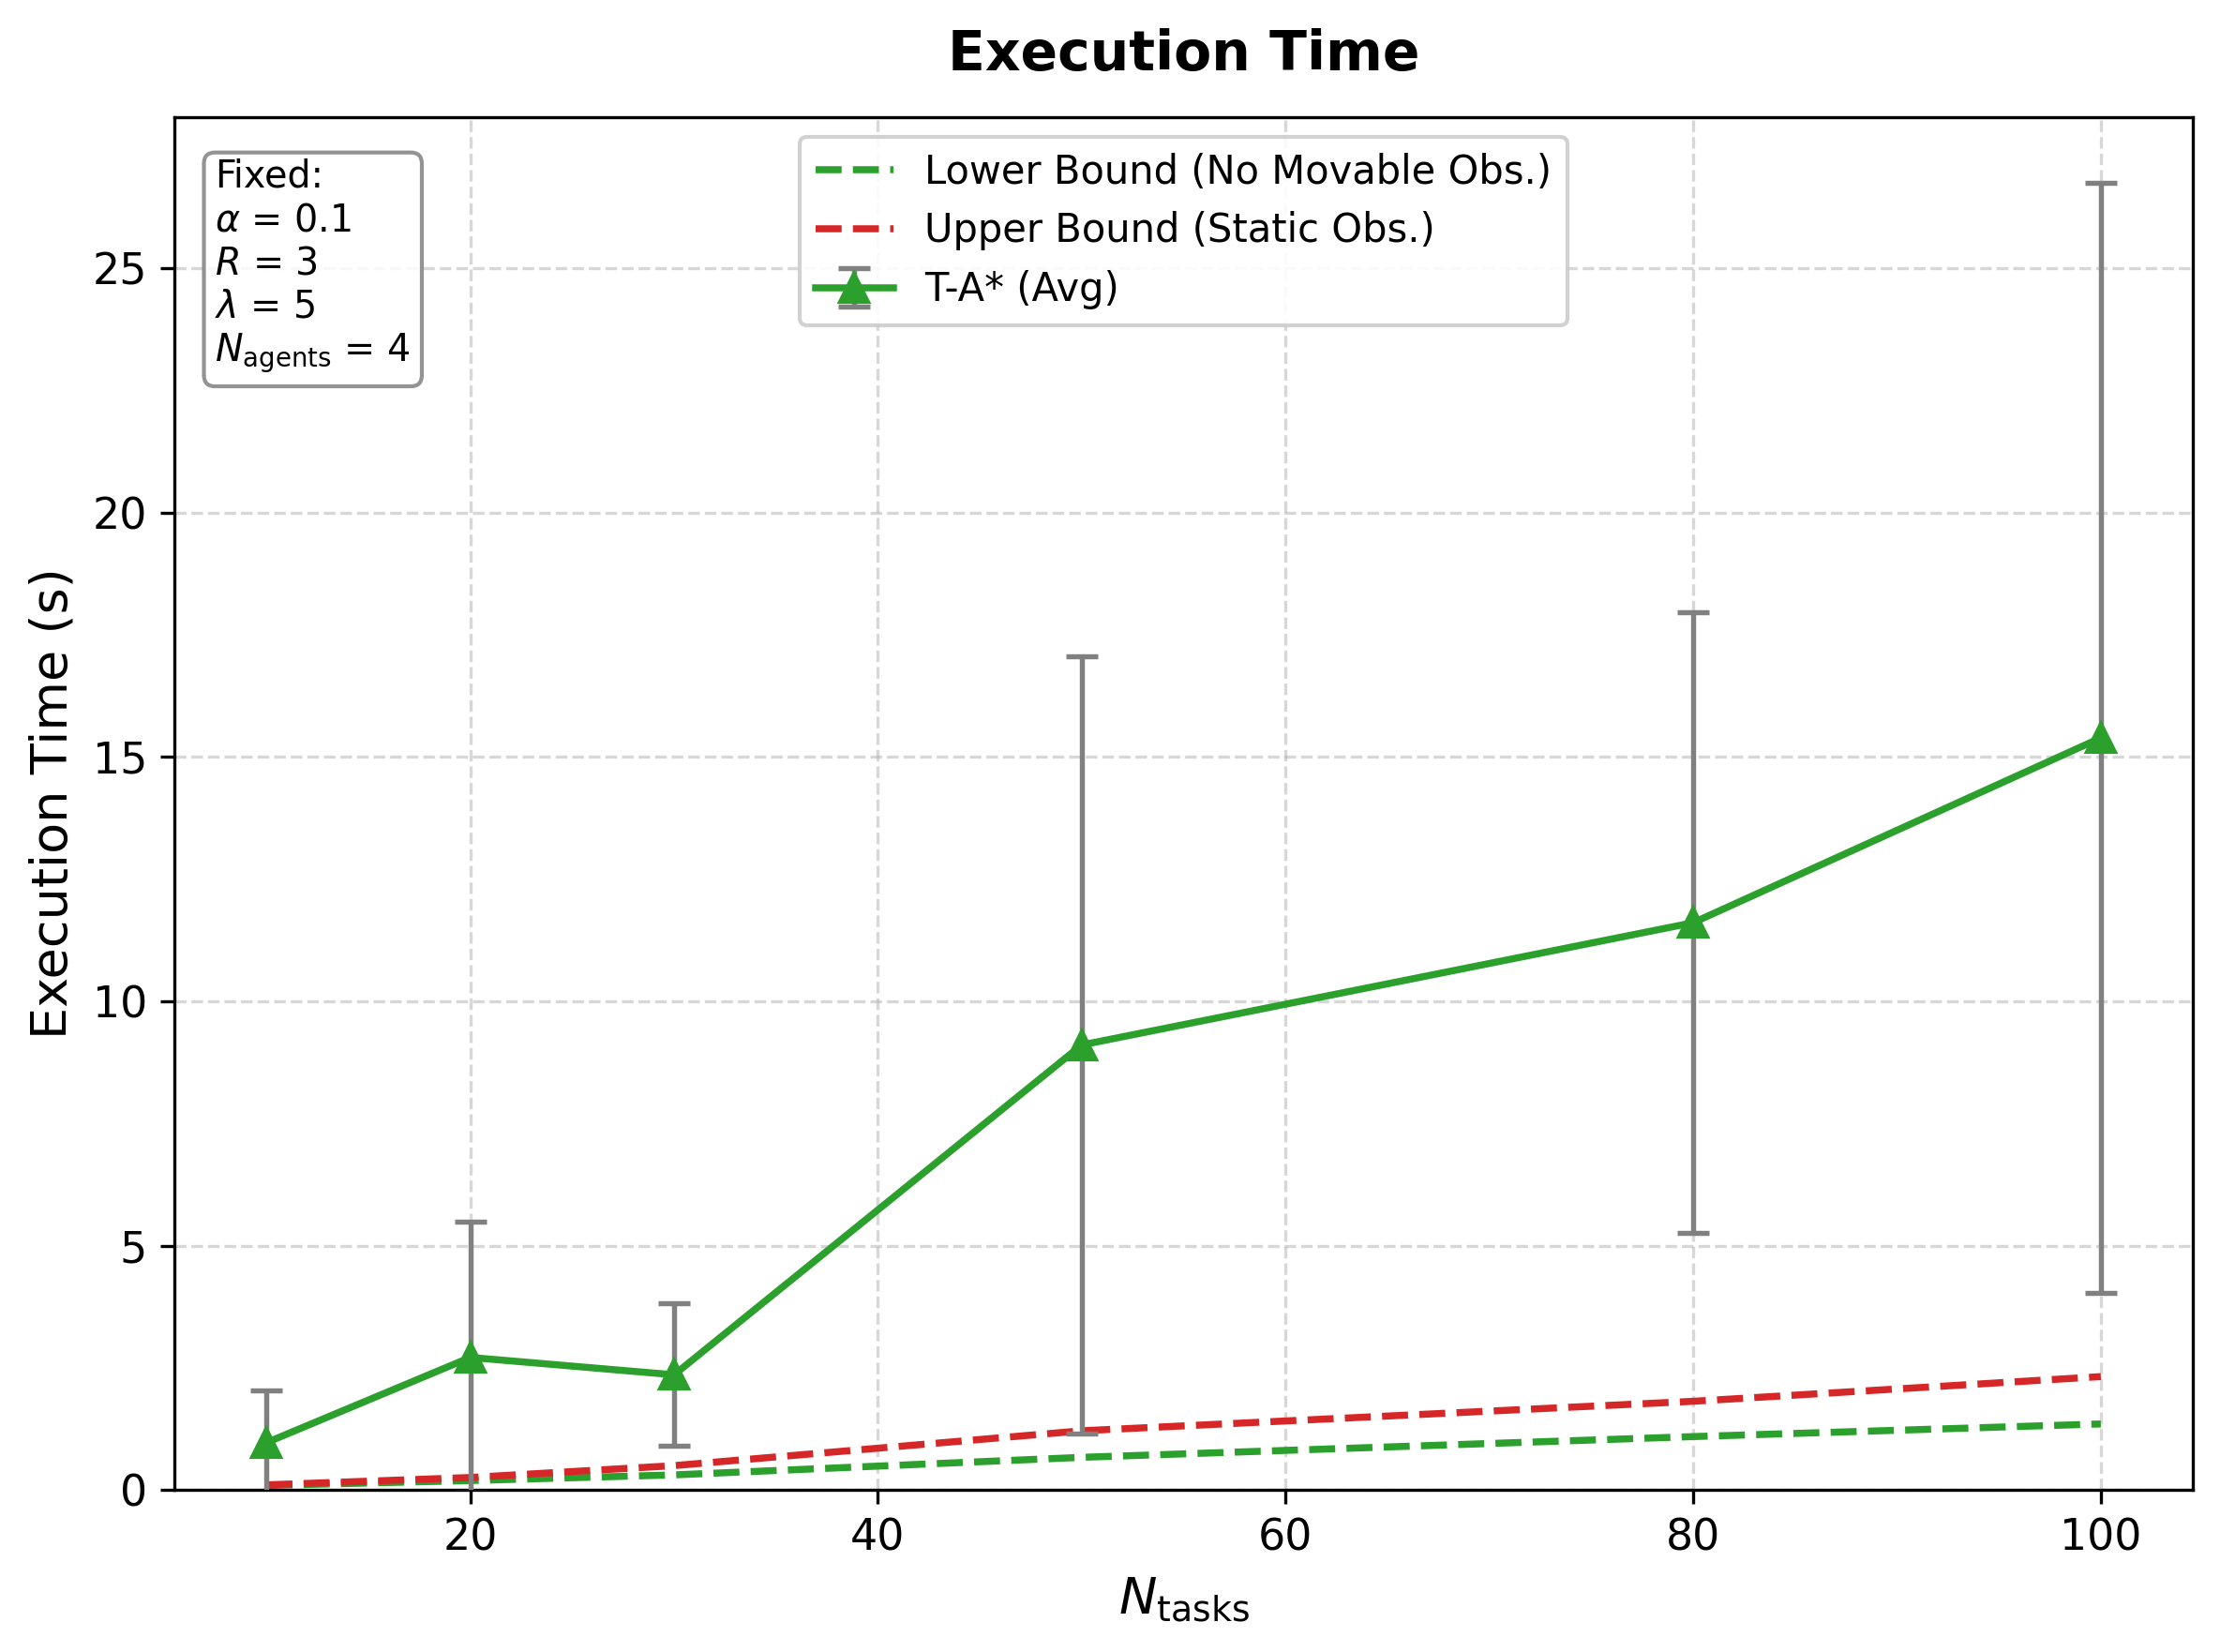 Execution Time
Fixed:
α = 0.1
R = 3
λ = 5
N_agents = 4
Lower Bound (No Movable Obs.)
Upper Bound (Static Obs.)
T-A* (Avg)
Execution Time (s)
25
20
15
10
5
0
20 40 60 80 100
N_tasks